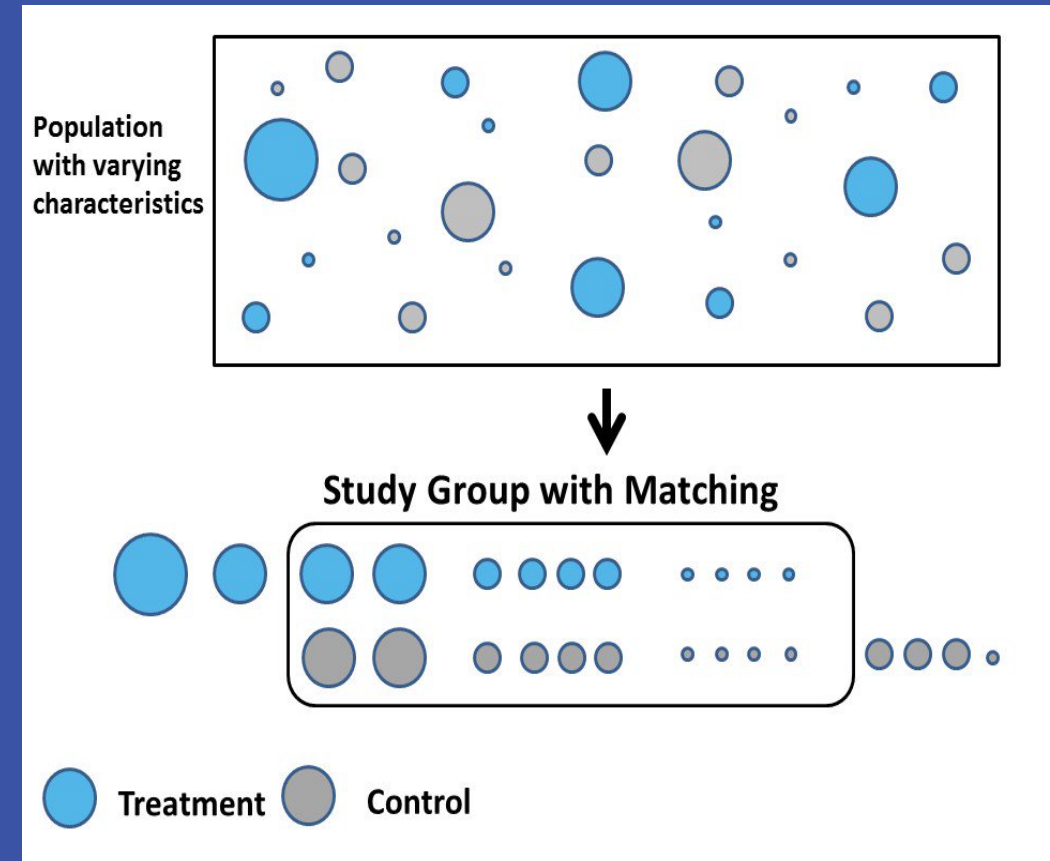 Population
with varying
characteristics
Study Group with Matching
Treatment
Control